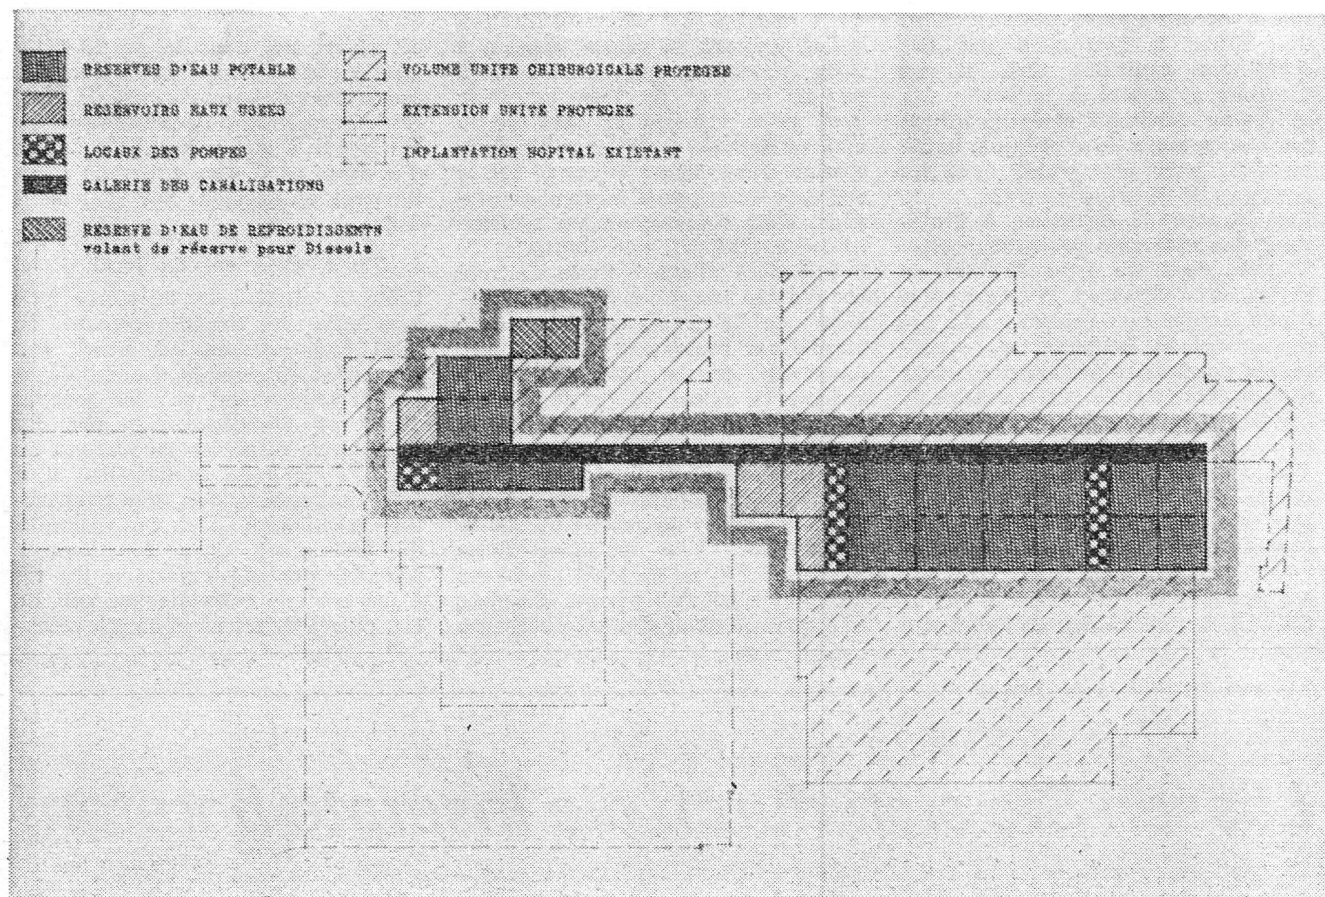 RESERVES D'EAU POTABLE
RESERVOIRS EAUX USEES
LOCAUX DES POMPES
GALERIE DES CANALISATIONS
RESERVE D'EAU DE REFROIDISSENTS
volant de réserve pour Diesels
VOLUME UNITE CHIRURGICALE PROTEGEE
EXTENSION UNITE PROTEGEE
IMPLANTATION HOPITAL EXISTANT